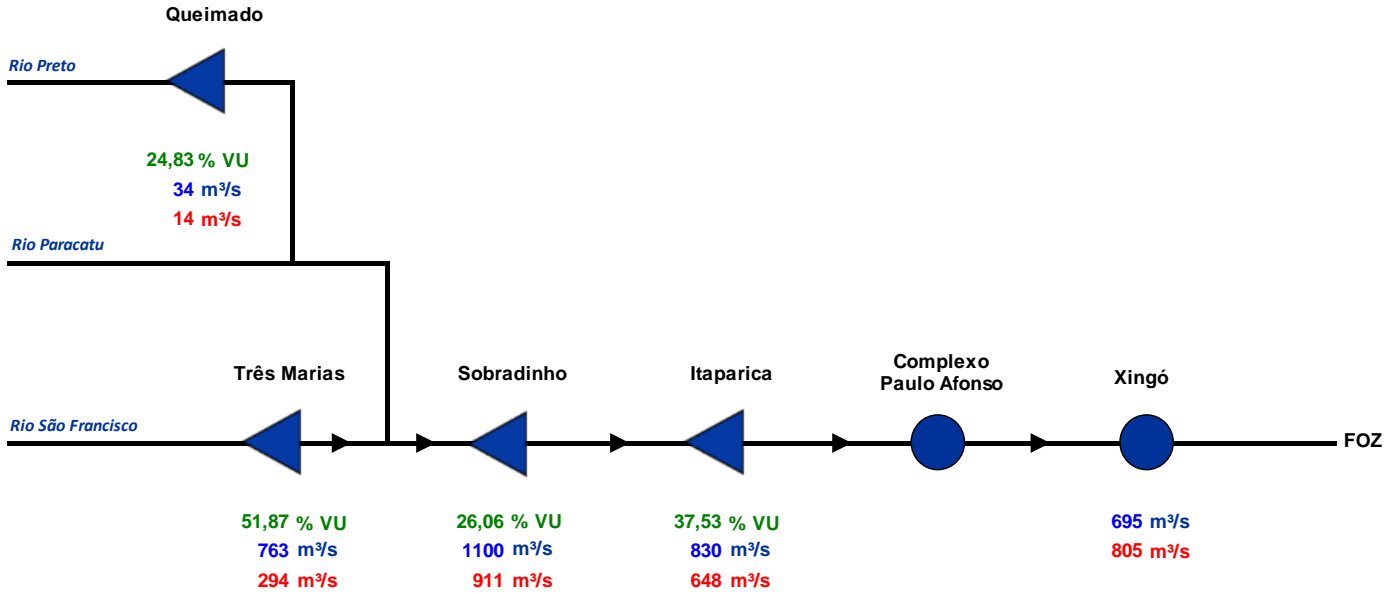 Queimado
Rio Preto
24,83 % VU
34 m³/s
14 m³/s
Rio Paracatu
Três Marias
Sobradinho
Itaparica
Complexo
Paulo Afonso
Xingó
Rio São Francisco
FOZ
51,87 % VU
763 m³/s
294 m³/s
26,06 % VU
1100 m³/s
911 m³/s
37,53 % VU
830 m³/s
648 m³/s
695 m³/s
805 m³/s